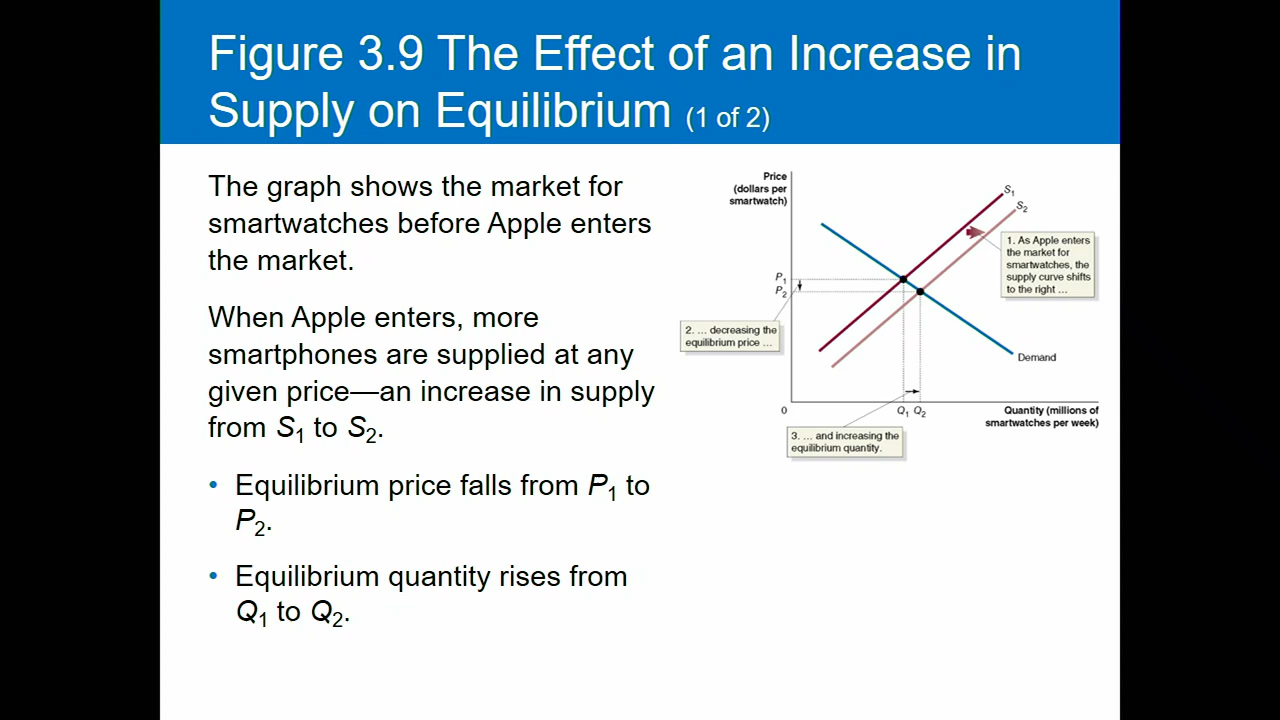 Figure 3.9 The Effect of an Increase in
Supply on Equilibrium (1 of 2)
The graph shows the market for
smartwatches before Apple enters
the market.
When Apple enters, more
smartphones are supplied at any
given price—an increase in supply
from S1 to S2.
• Equilibrium price falls from P1 to
P2.
• Equilibrium quantity rises from
Q1 to Q2.
Price
(dollars per
smartwatch)
S1
S2
1. As Apple enters
the market for
smartwatches, the
supply curve shifts
to the right ...
P1
P2
2. ... decreasing the
equilibrium price ...
Demand
0
Q1 Q2
Quantity (millions of
smartwatches per week)
3. ... and increasing the
equilibrium quantity.